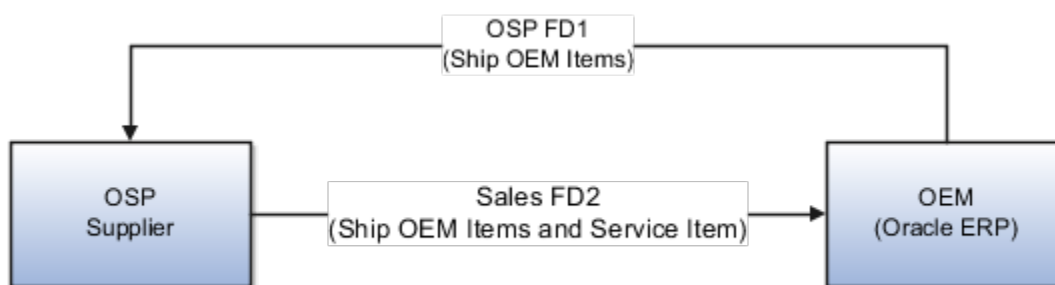 OSP FD1
(Ship OEM Items)
OSP
Supplier
Sales FD2
(Ship OEM Items and Service Item)
OEM
(Oracle ERP)